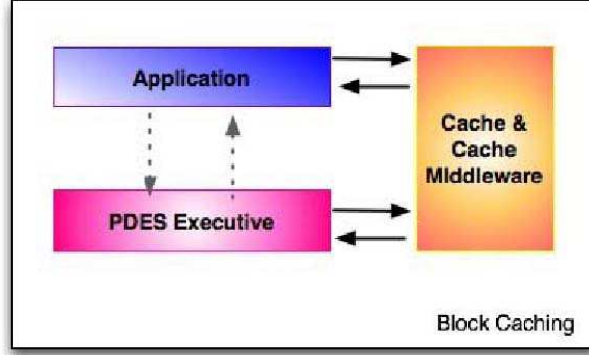 Application
Cache &
Cache
Middleware
PDES Executive
Block Caching